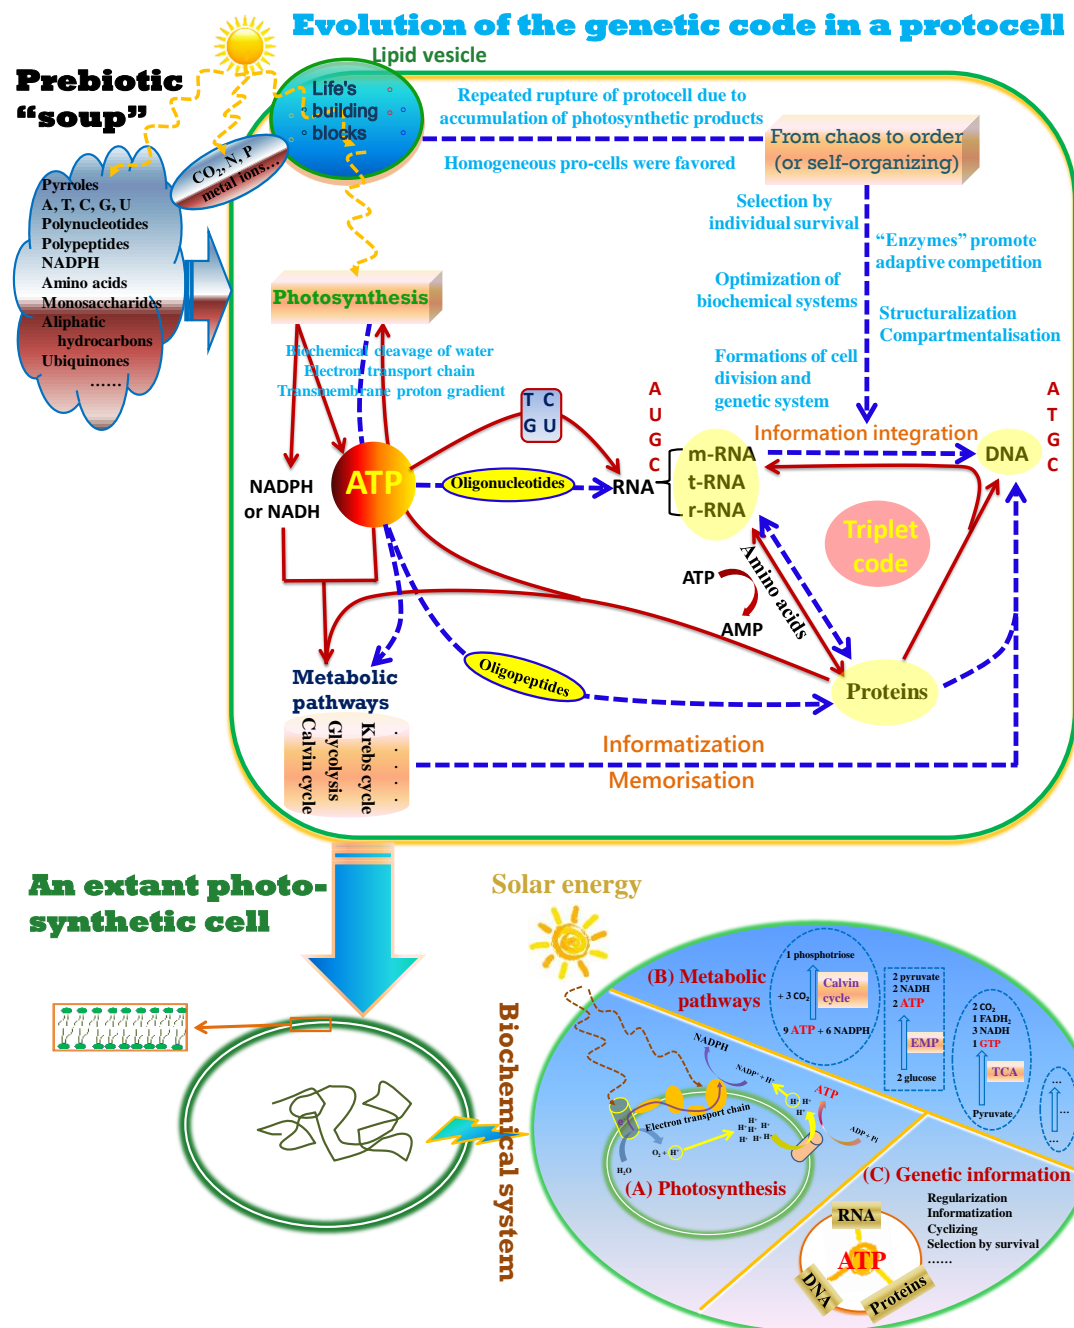 Evolution of the genetic code in a protocell
Lipid vesicle
Prebiotic
“soup”
Life's
building
blocks
CO₂, N, P
metal ions…
Pyrroles
A, T, C, G, U
Polynucleotides
Polypeptides
NADPH
Amino acids
Monosaccharides
Aliphatic
hydrocarbons
Ubiquinones
……
Repeated rupture of protocell due to
accumulation of photosynthetic products
Homogeneous pro-cells were favored
From chaos to order
(or self-organizing)
Selection by
individual survival
“Enzymes” promote
adaptive competition
Optimization of
biochemical systems
Structuralization
Compartmentalisation
Formations of cell
division and
genetic system
Photosynthesis
Biochemical cleavage of water
Electron transport chain
Transmembrane proton gradient
T C
G U
A
U
G
C
A
T
G
C
Information integration
NADPH
or NADH
ATP
Oligonucleotides
RNA
m-RNA
t-RNA
r-RNA
DNA
Triplet
code
Amino acids
ATP
AMP
Oligopeptides
Proteins
Metabolic
pathways
Calvin cycle
Glycolysis
Krebs cycle
. . . . .
Informatization
Memorisation
An extant photo-
synthetic cell
Solar energy
Biochemical system
(B) Metabolic
pathways
1 phosphotriose
+ 3 CO₂
Calvin
cycle
9 ATP + 6 NADPH
2 pyruvate
2 NADH
2 ATP
EMP
2 glucose
2 CO₂
1 FADH₂
3 NADH
1 GTP
TCA
Pyruvate
...
...
...
NADPH
NADP⁺ + H⁺
Electron transport chain
H₂O
O₂ + H⁺
H⁺ H⁺ H⁺
H⁺ H⁺
H⁺ H⁺ H⁺
H⁺ H⁺
H⁺
ATP
ADP + Pi
(A) Photosynthesis
(C) Genetic information
Regularization
Informatization
Cyclizing
Selection by survival
……
RNA
ATP
DNA
Proteins